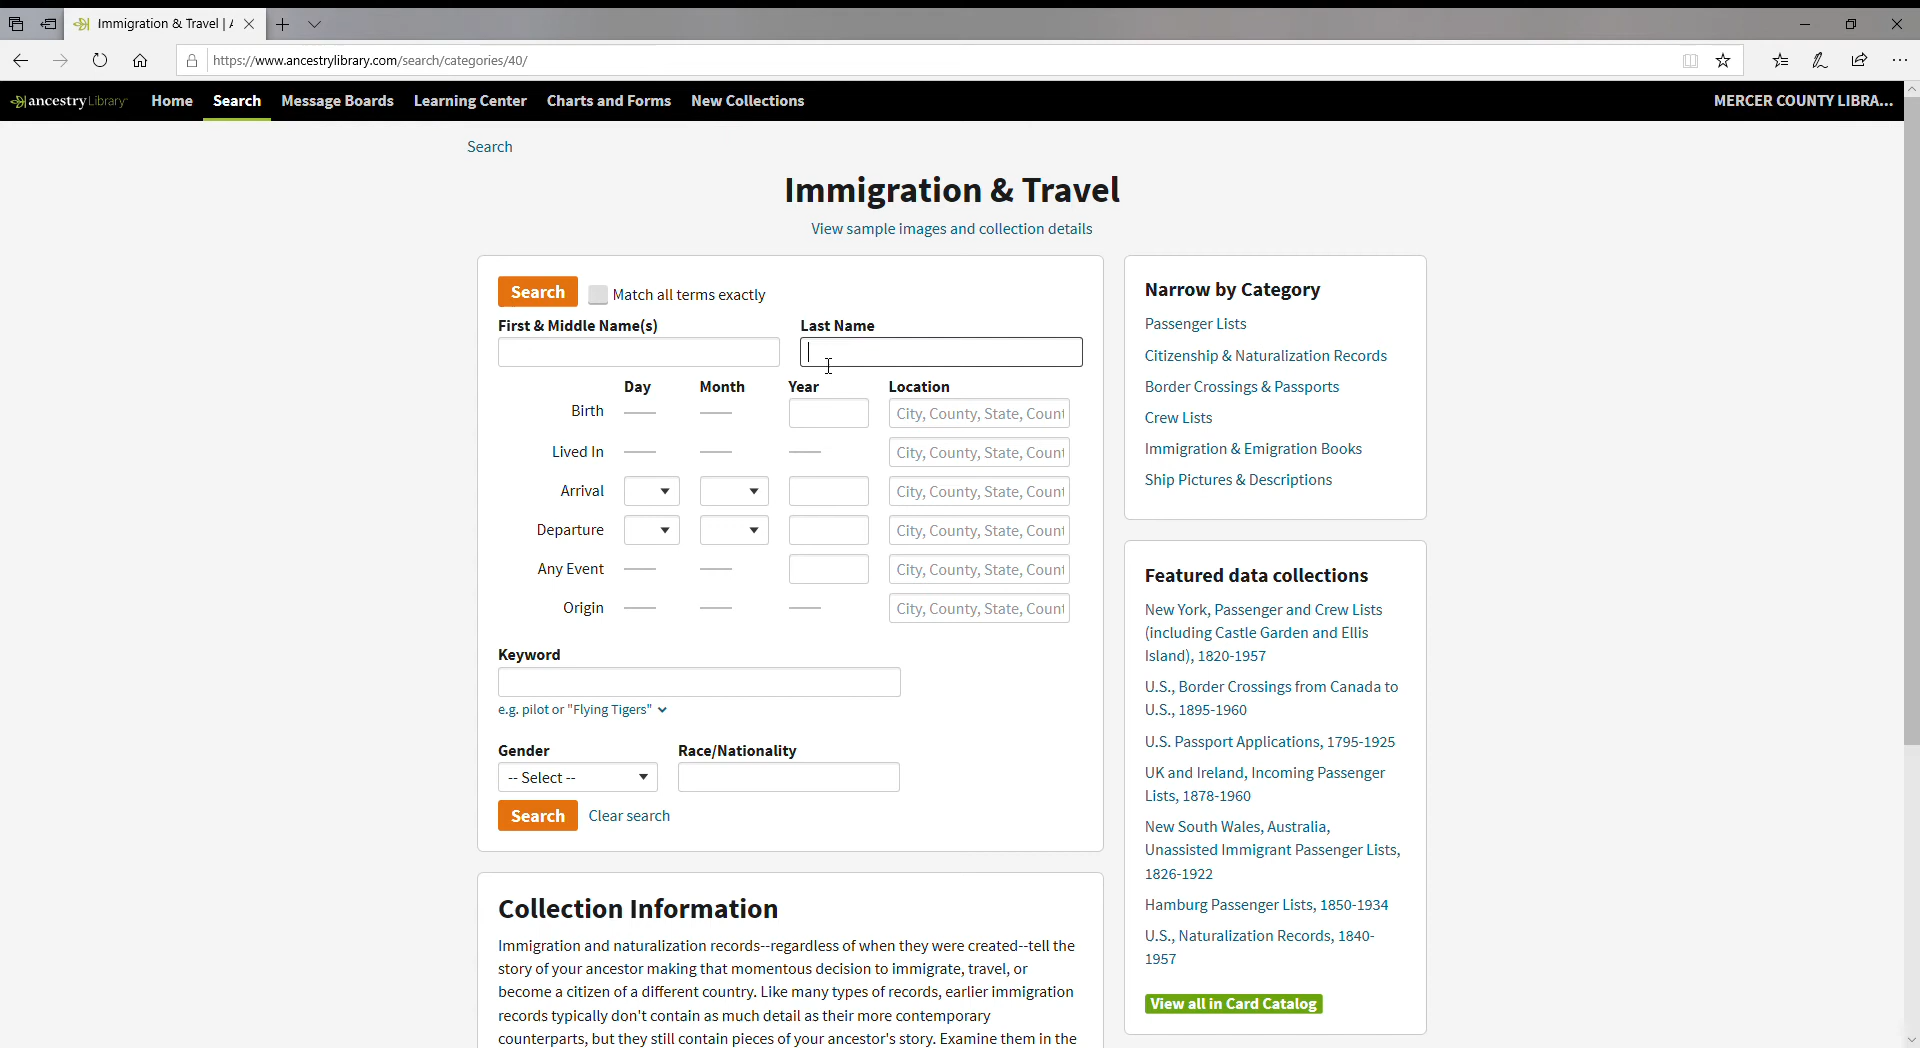 Immigration & Travel | A
https://www.ancestrylibrary.com/search/categories/40/
ancestryLibrary Home Search Message Boards Learning Center Charts and Forms New Collections MERCER COUNTY LIBRA...
Search
Immigration & Travel
View sample images and collection details
Search Match all terms exactly
First & Middle Name(s) Last Name
Day Month Year Location
Birth City, County, State, Count
Lived In City, County, State, Count
Arrival City, County, State, Count
Departure City, County, State, Count
Any Event City, County, State, Count
Origin City, County, State, Count
Keyword
e.g. pilot or "Flying Tigers"
Gender Race/Nationality
-- Select --
Search Clear search
Collection Information
Immigration and naturalization records--regardless of when they were created--tell the
story of your ancestor making that momentous decision to immigrate, travel, or
become a citizen of a different country. Like many types of records, earlier immigration
records typically don't contain as much detail as their more contemporary
counterparts, but they still contain pieces of your ancestor's story. Examine them in the
Narrow by Category
Passenger Lists
Citizenship & Naturalization Records
Border Crossings & Passports
Crew Lists
Immigration & Emigration Books
Ship Pictures & Descriptions
Featured data collections
New York, Passenger and Crew Lists
(including Castle Garden and Ellis
Island), 1820-1957
U.S., Border Crossings from Canada to
U.S., 1895-1960
U.S. Passport Applications, 1795-1925
UK and Ireland, Incoming Passenger
Lists, 1878-1960
New South Wales, Australia,
Unassisted Immigrant Passenger Lists,
1826-1922
Hamburg Passenger Lists, 1850-1934
U.S., Naturalization Records, 1840-
1957
View all in Card Catalog